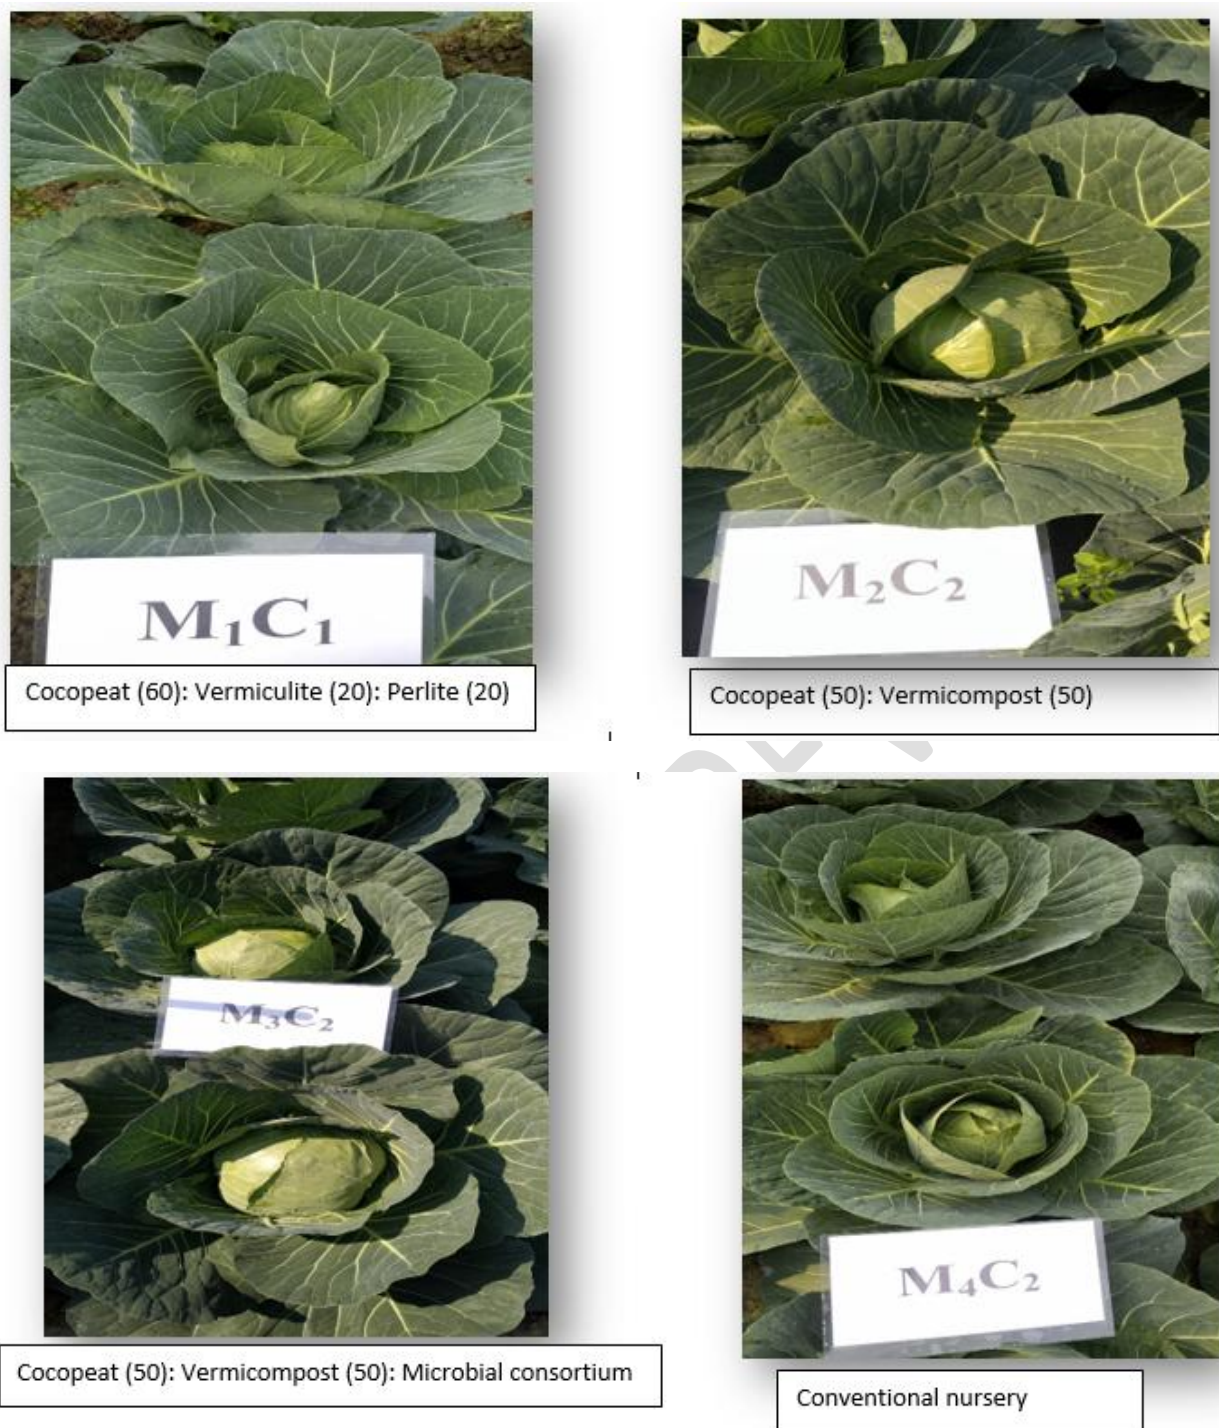 M₁C₁
Cocopeat (60): Vermiculite (20): Perlite (20)
M₂C₂
Cocopeat (50): Vermicompost (50)
M₃C₂
Cocopeat (50): Vermicompost (50): Microbial consortium
M₄C₂
Conventional nursery